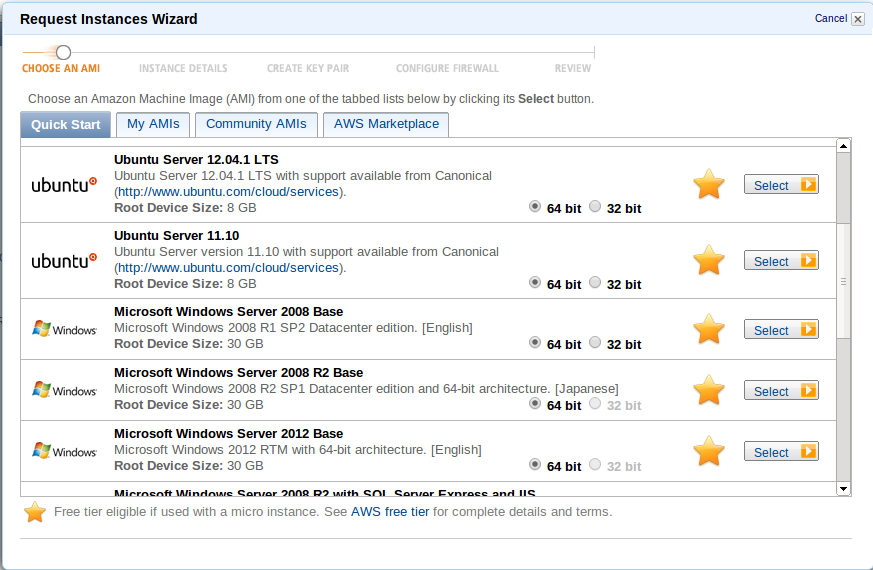 Request Instances Wizard
Cancel
CHOOSE AN AMI INSTANCE DETAILS CREATE KEY PAIR CONFIGURE FIREWALL REVIEW
Choose an Amazon Machine Image (AMI) from one of the tabbed lists below by clicking its Select button.
Quick Start My AMIs Community AMIs AWS Marketplace
Ubuntu Server 12.04.1 LTS
ubuntu
Ubuntu Server 12.04.1 LTS with support available from Canonical
(http://www.ubuntu.com/cloud/services).
Root Device Size: 8 GB
64 bit 32 bit
Select
Ubuntu Server 11.10
ubuntu
Ubuntu Server version 11.10 with support available from Canonical
(http://www.ubuntu.com/cloud/services).
Root Device Size: 8 GB
64 bit 32 bit
Select
Microsoft Windows Server 2008 Base
Windows
Microsoft Windows 2008 R1 SP2 Datacenter edition. [English]
Root Device Size: 30 GB
64 bit 32 bit
Select
Microsoft Windows Server 2008 R2 Base
Windows
Microsoft Windows 2008 R2 SP1 Datacenter edition and 64-bit architecture. [Japanese]
Root Device Size: 30 GB
64 bit 32 bit
Select
Microsoft Windows Server 2012 Base
Windows
Microsoft Windows 2012 RTM with 64-bit architecture. [English]
Root Device Size: 30 GB
64 bit 32 bit
Select
Microsoft Windows Server 2008 R2 with SQL Server Express and IIS
Free tier eligible if used with a micro instance. See AWS free tier for complete details and terms.